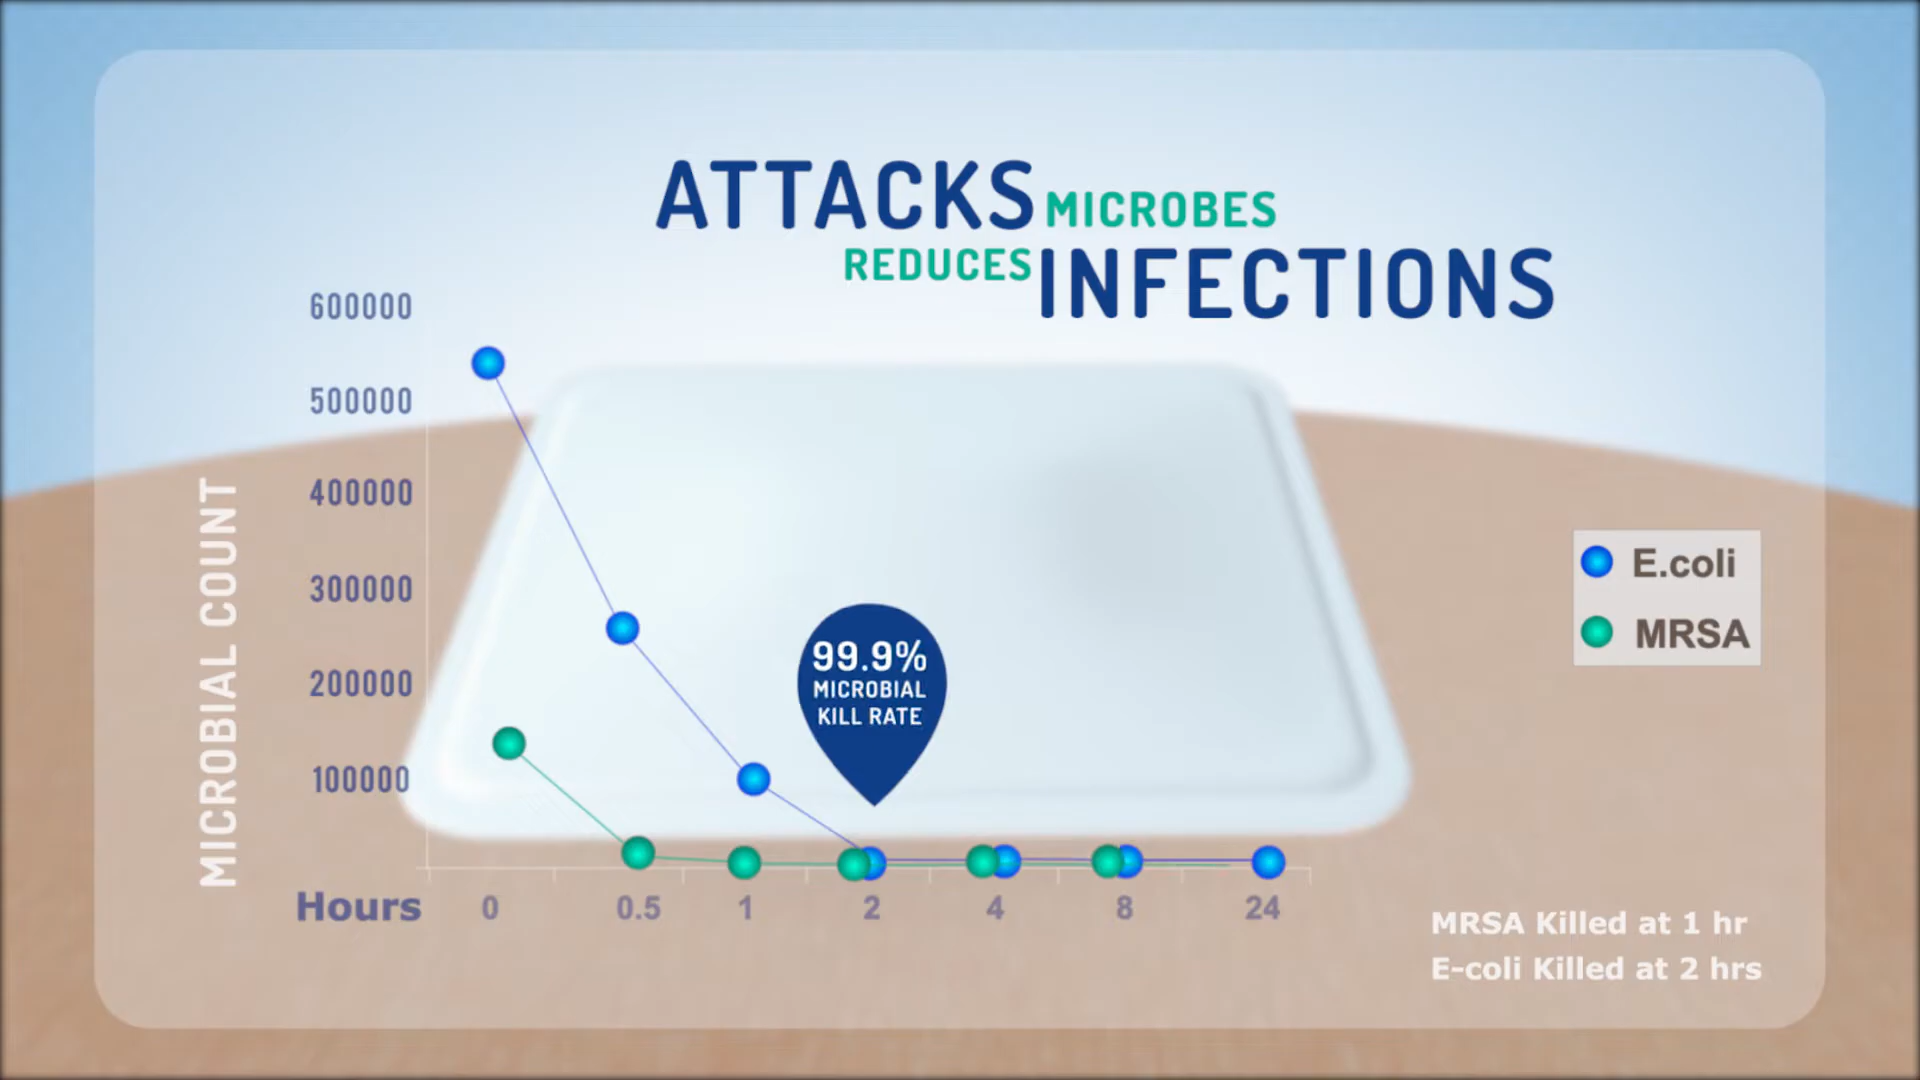 ATTACKS MICROBES
REDUCES INFECTIONS
600000
500000
400000
300000
200000
100000
MICROBIAL COUNT
99.9%
MICROBIAL
KILL RATE
E.coli
MRSA
Hours 0 0.5 1 2 4 8 24
MRSA Killed at 1 hr
E-coli Killed at 2 hrs